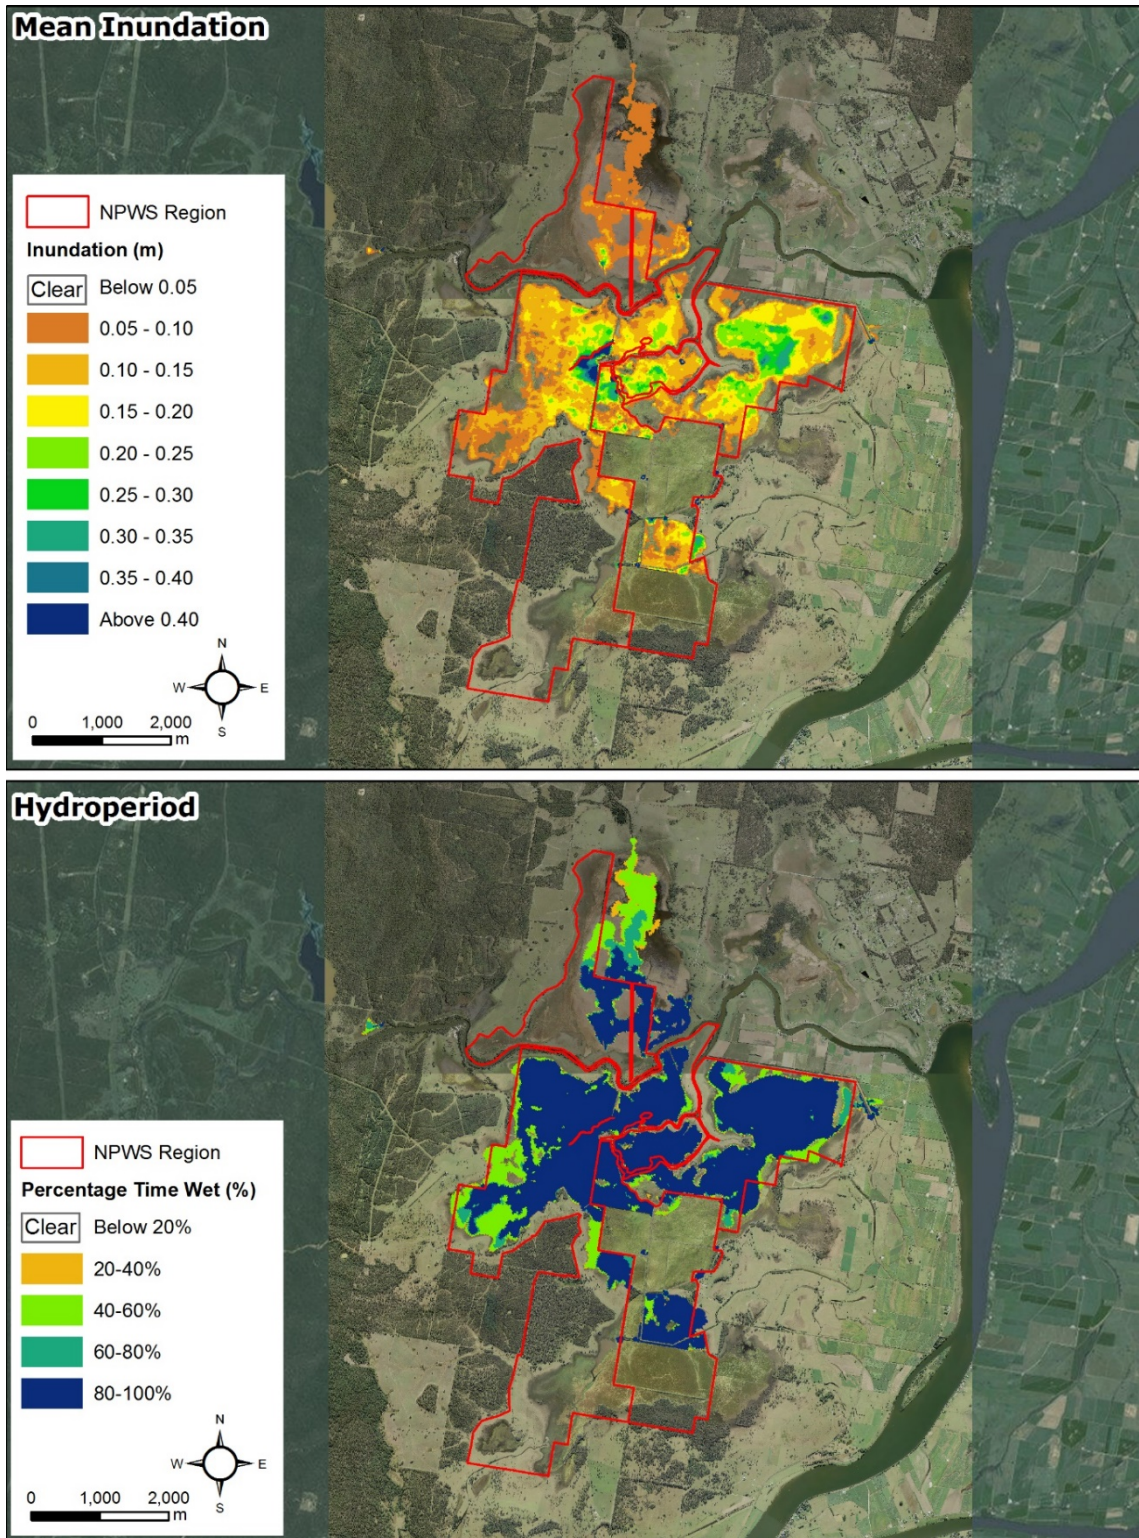 Mean Inundation
NPWS Region
Inundation (m)
Clear Below 0.05
0.05 - 0.10
0.10 - 0.15
0.15 - 0.20
0.20 - 0.25
0.25 - 0.30
0.30 - 0.35
0.35 - 0.40
Above 0.40
N
W E
S
0 1,000 2,000
m
Hydroperiod
NPWS Region
Percentage Time Wet (%)
Clear Below 20%
20-40%
40-60%
60-80%
80-100%
N
W E
S
0 1,000 2,000
m